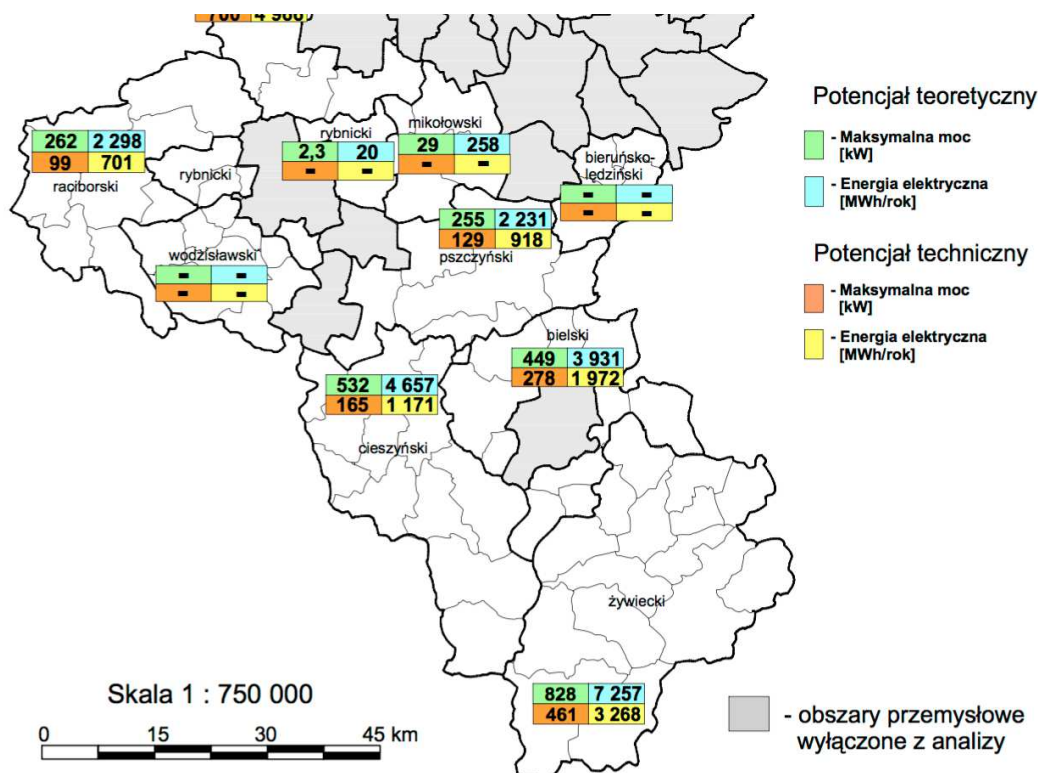 700 4 966
262 2 298
99 701
raciborski
rybnicki
rybnicki
2,3 20
- -
mikołowski
29 258
- -
bieruńsko-
lędziński
- -
- -
255 2 231
129 918
pszczyński
wodzisławski
- -
- -
bielski
449 3 931
278 1 972
532 4 657
165 1 171
cieszyński
żywiecki
828 7 257
461 3 268
Potencjał teoretyczny
- Maksymalna moc
[kW]
- Energia elektryczna
[MWh/rok]
Potencjał techniczny
- Maksymalna moc
[kW]
- Energia elektryczna
[MWh/rok]
Skala 1 : 750 000
0 15 30 45 km
- obszary przemysłowe
wyłączone z analizy